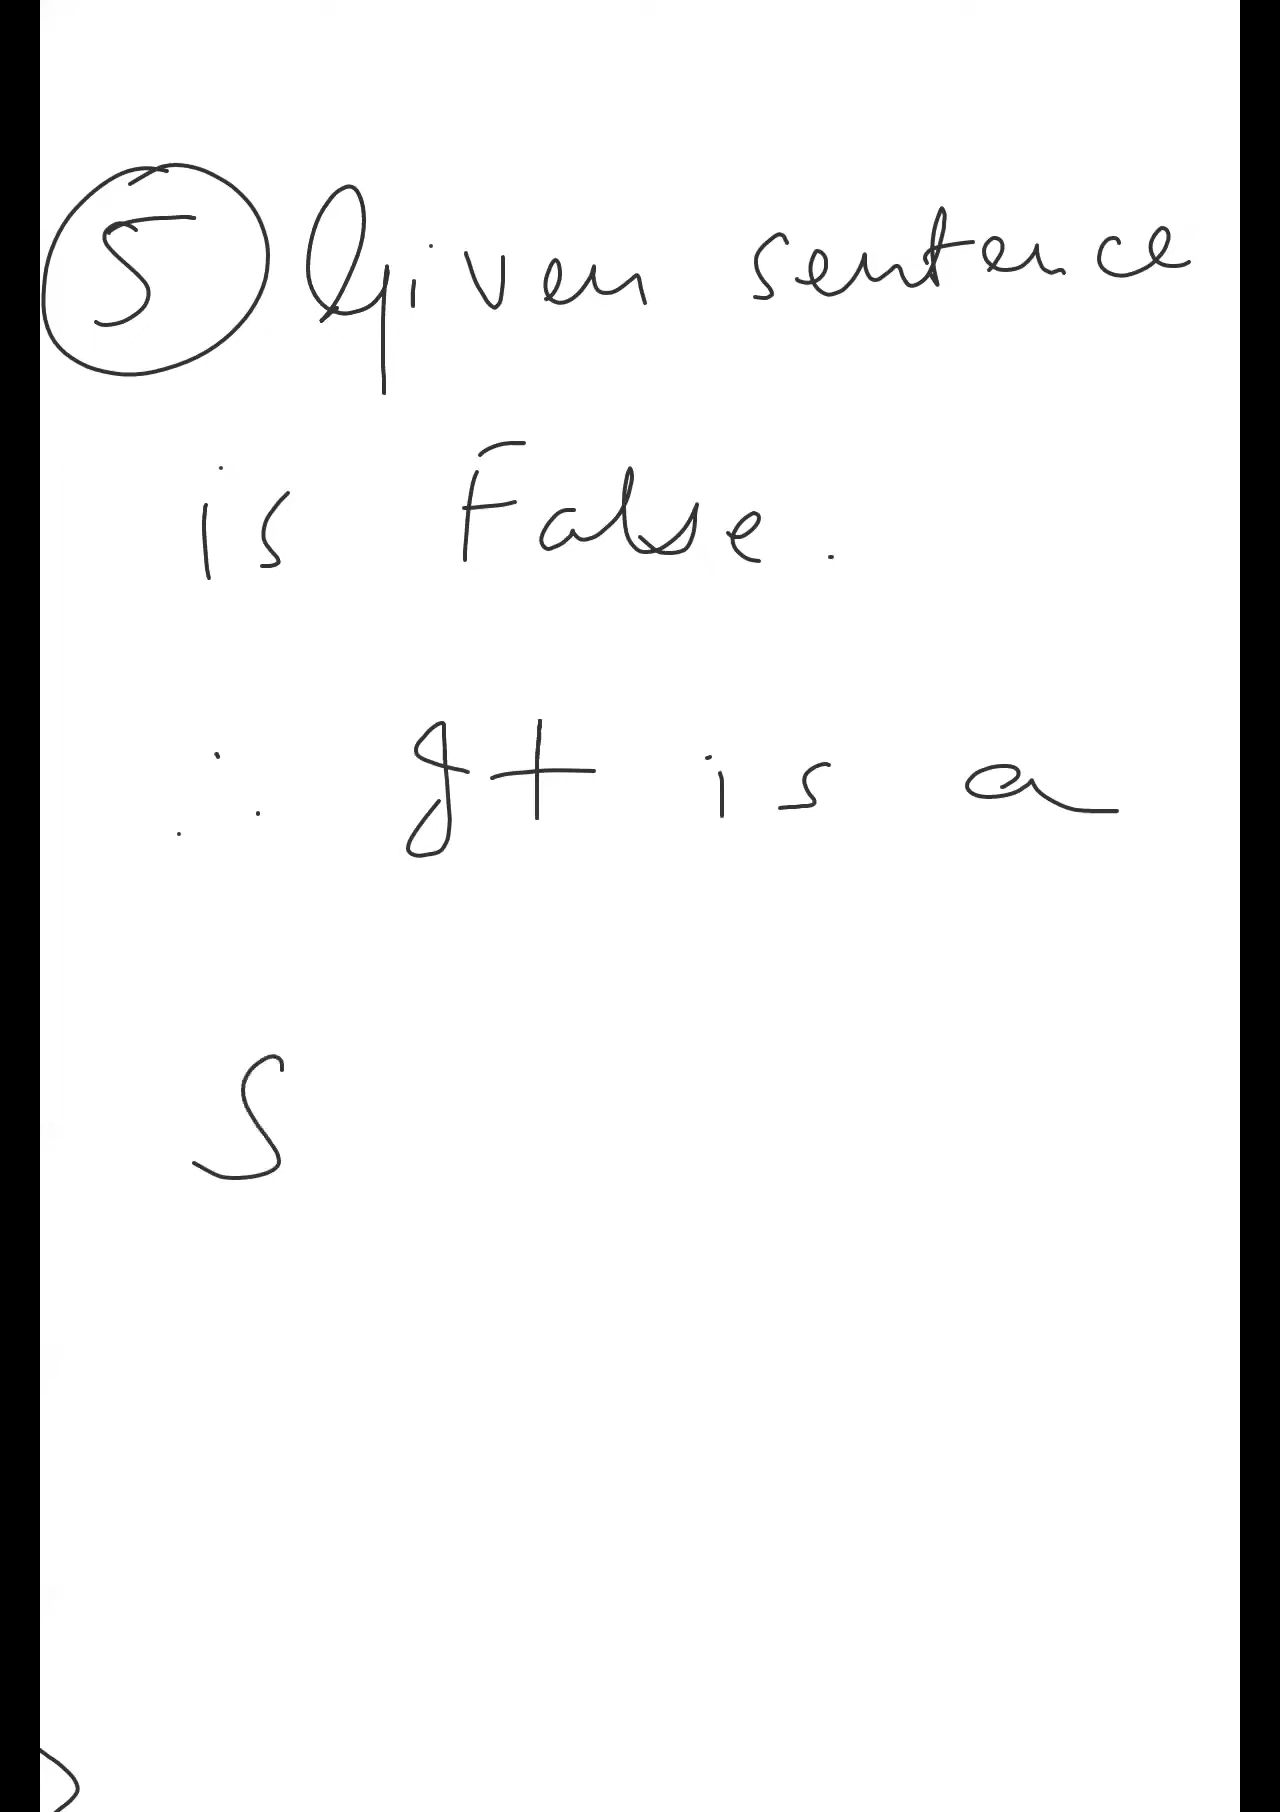 5 Given sentence
is False.
∴ It is a
S